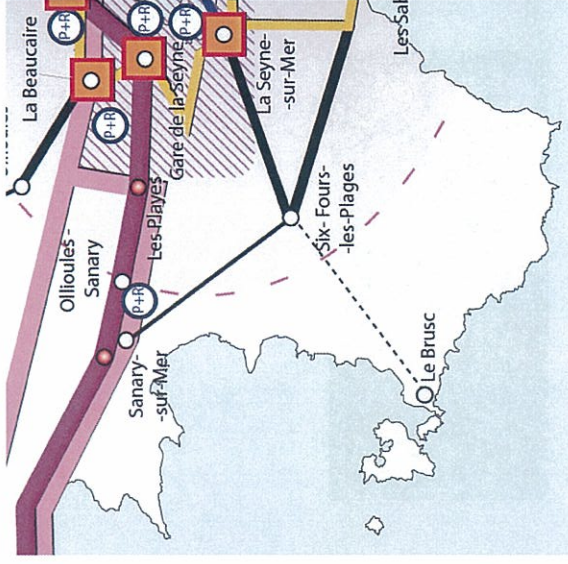 La Beaucaire
P+R
P+R
P+R
P+R
Gare de la Seyne
La Seyne-
-sur-Mer
Les Sab
Ollioules-
Sanary
Les Playes
P+R
Six-Fours-
-les-Plages
Sanary-
-sur-Mer
Le Brusc